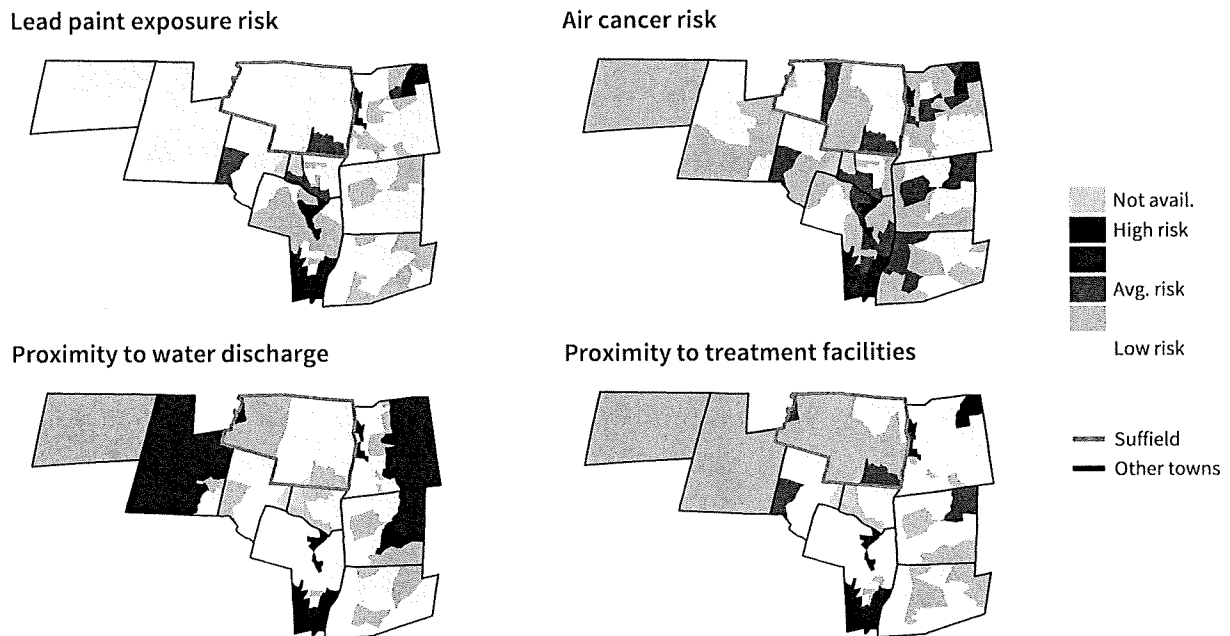 Lead paint exposure risk
Air cancer risk
Not avail.
High risk
Avg. risk
Low risk
Proximity to water discharge
Proximity to treatment facilities
Suffield
Other towns